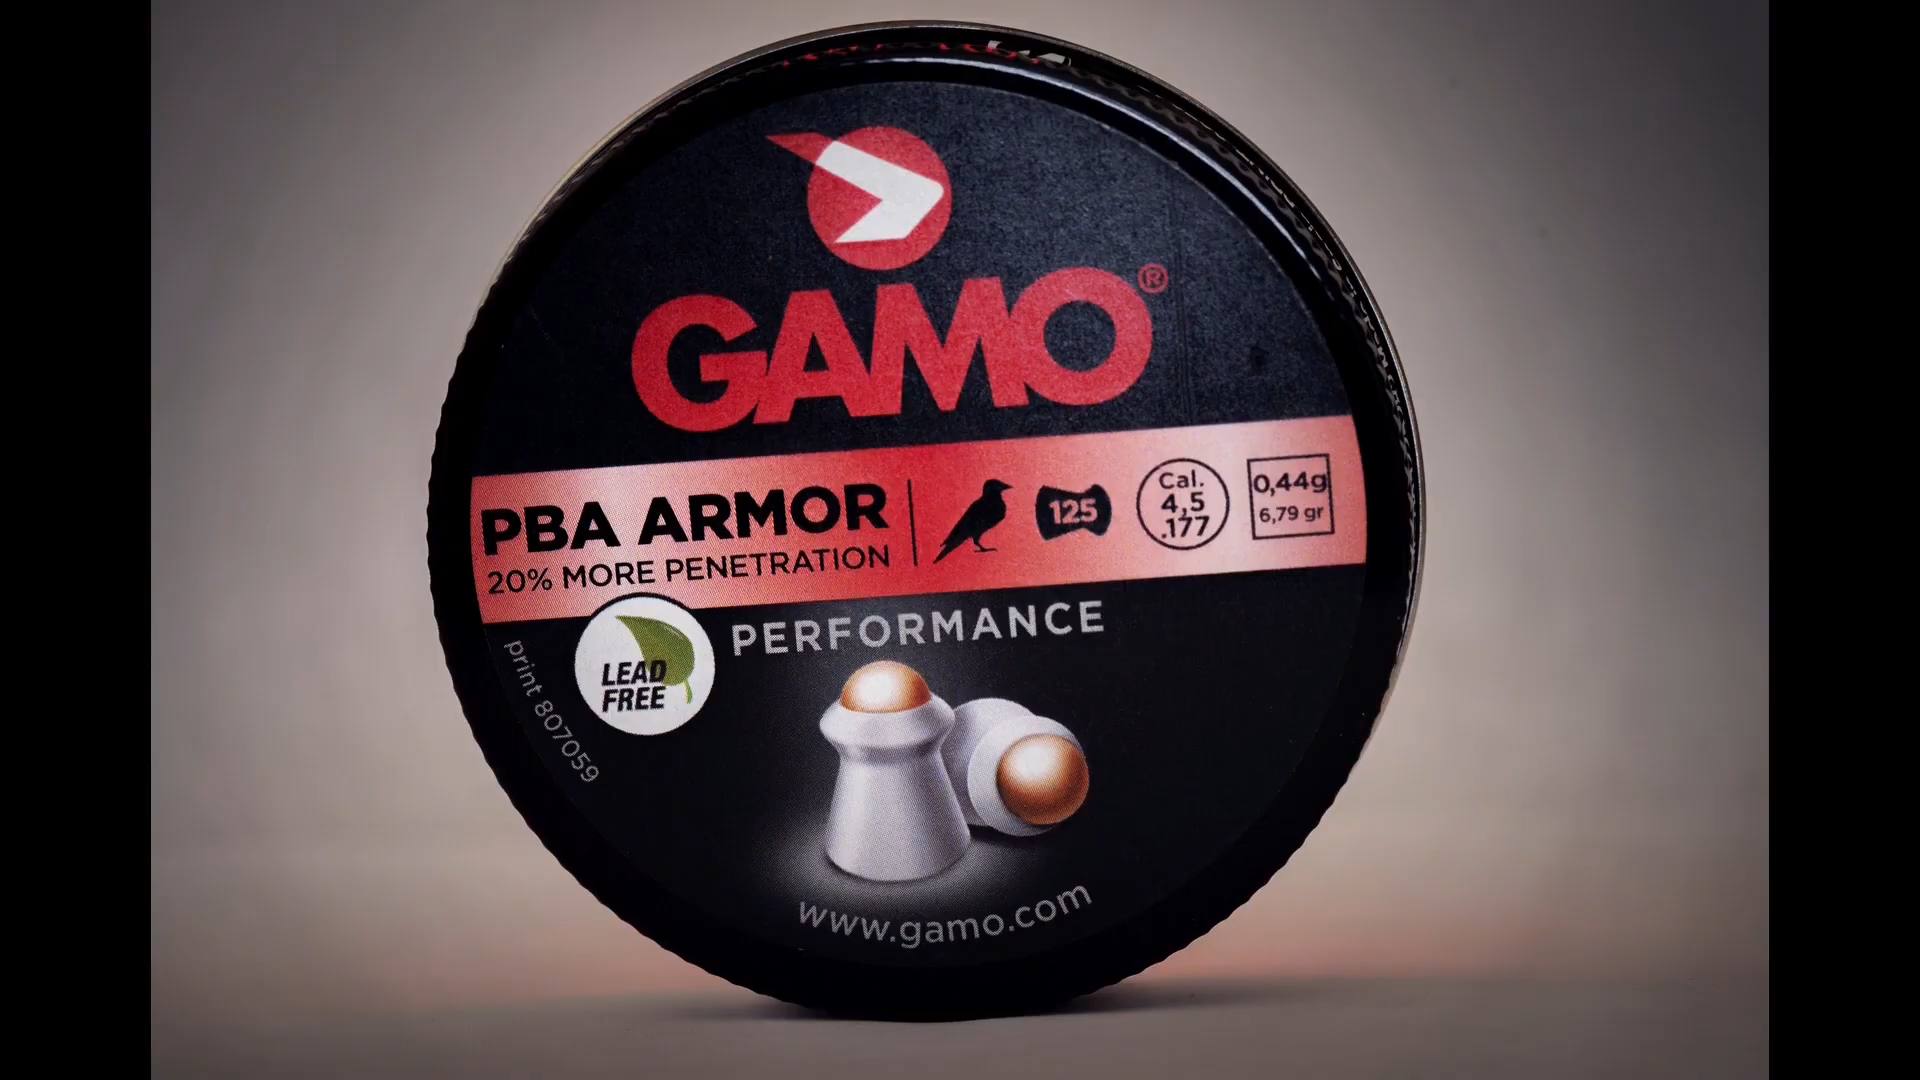 GAMO®
PBA ARMOR
20% MORE PENETRATION
125
Cal.
4,5
.177
0,44g
6,79 gr
LEAD
FREE
PERFORMANCE
print 807059
www.gamo.com